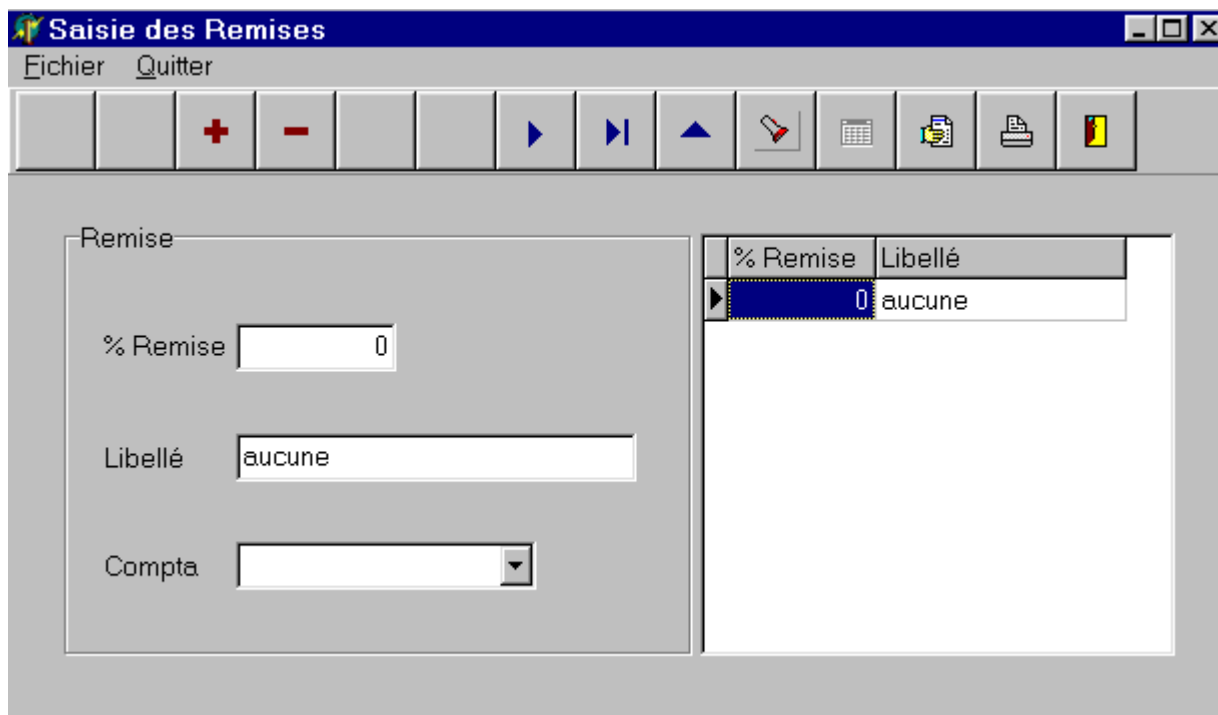 Saisie des Remises
Fichier Quitter
Remise
% Remise 0
Libellé aucune
Compta
% Remise Libellé
0 aucune